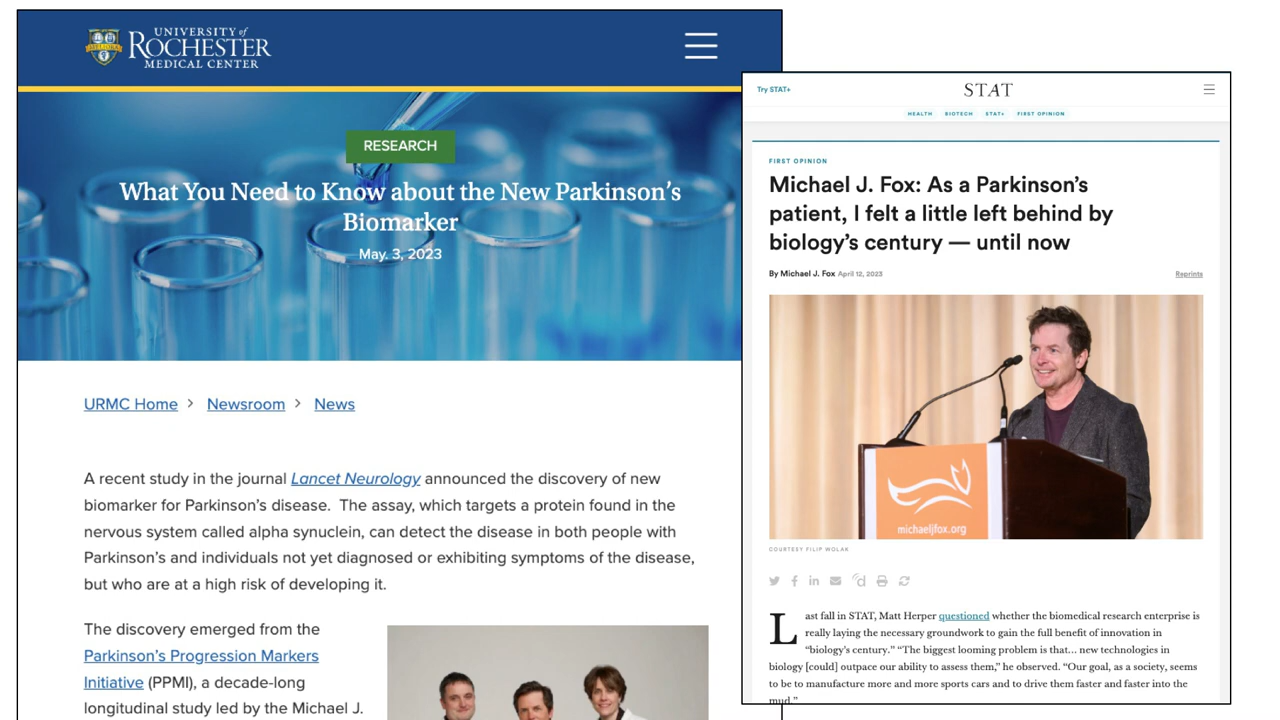 UNIVERSITY of
ROCHESTER
MEDICAL CENTER
RESEARCH
What You Need to Know about the New Parkinson’s
Biomarker
May. 3, 2023
URMC Home > Newsroom > News
A recent study in the journal Lancet Neurology announced the discovery of new
biomarker for Parkinson’s disease. The assay, which targets a protein found in the
nervous system called alpha synuclein, can detect the disease in both people with
Parkinson’s and individuals not yet diagnosed or exhibiting symptoms of the disease,
but who are at a high risk of developing it.
The discovery emerged from the
Parkinson’s Progression Markers
Initiative (PPMI), a decade-long
longitudinal study led by the Michael J.
Try STAT+
STAT
HEALTH BIOTECH STAT+ FIRST OPINION
FIRST OPINION
Michael J. Fox: As a Parkinson’s
patient, I felt a little left behind by
biology’s century — until now
By Michael J. Fox April 12, 2023
Reprints
michaeljfox.org
COURTESY FILIP WOLAK
Last fall in STAT, Matt Herper questioned whether the biomedical research enterprise is
really laying the necessary groundwork to gain the full benefit of innovation in
“biology’s century.” “The biggest looming problem is that... new technologies in
biology [could] outpace our ability to assess them,” he observed. “Our goal, as a society, seems
to be to manufacture more and more sports cars and to drive them faster and faster into the
mud.”